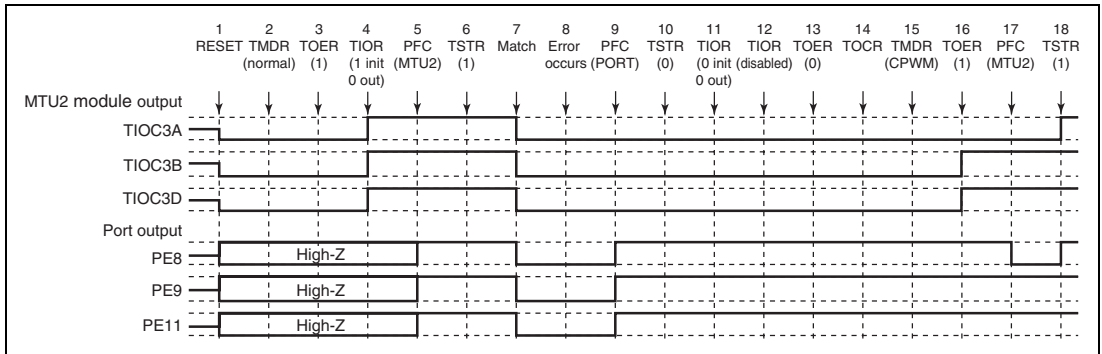 1 2 3 4 5 6 7 8 9 10 11 12 13 14 15 16 17 18
RESET TMDR TOER TIOR PFC TSTR Match Error PFC TSTR TIOR TIOR TOER TOCR TMDR TOER PFC TSTR
(normal) (1) (1 init (MTU2) (1) occurs (PORT) (0) (0 init (disabled) (0) (CPWM) (1) (MTU2) (1)
0 out) 0 out)
MTU2 module output
TIOC3A
TIOC3B
TIOC3D
Port output
PE8 High-Z
PE9 High-Z
PE11 High-Z